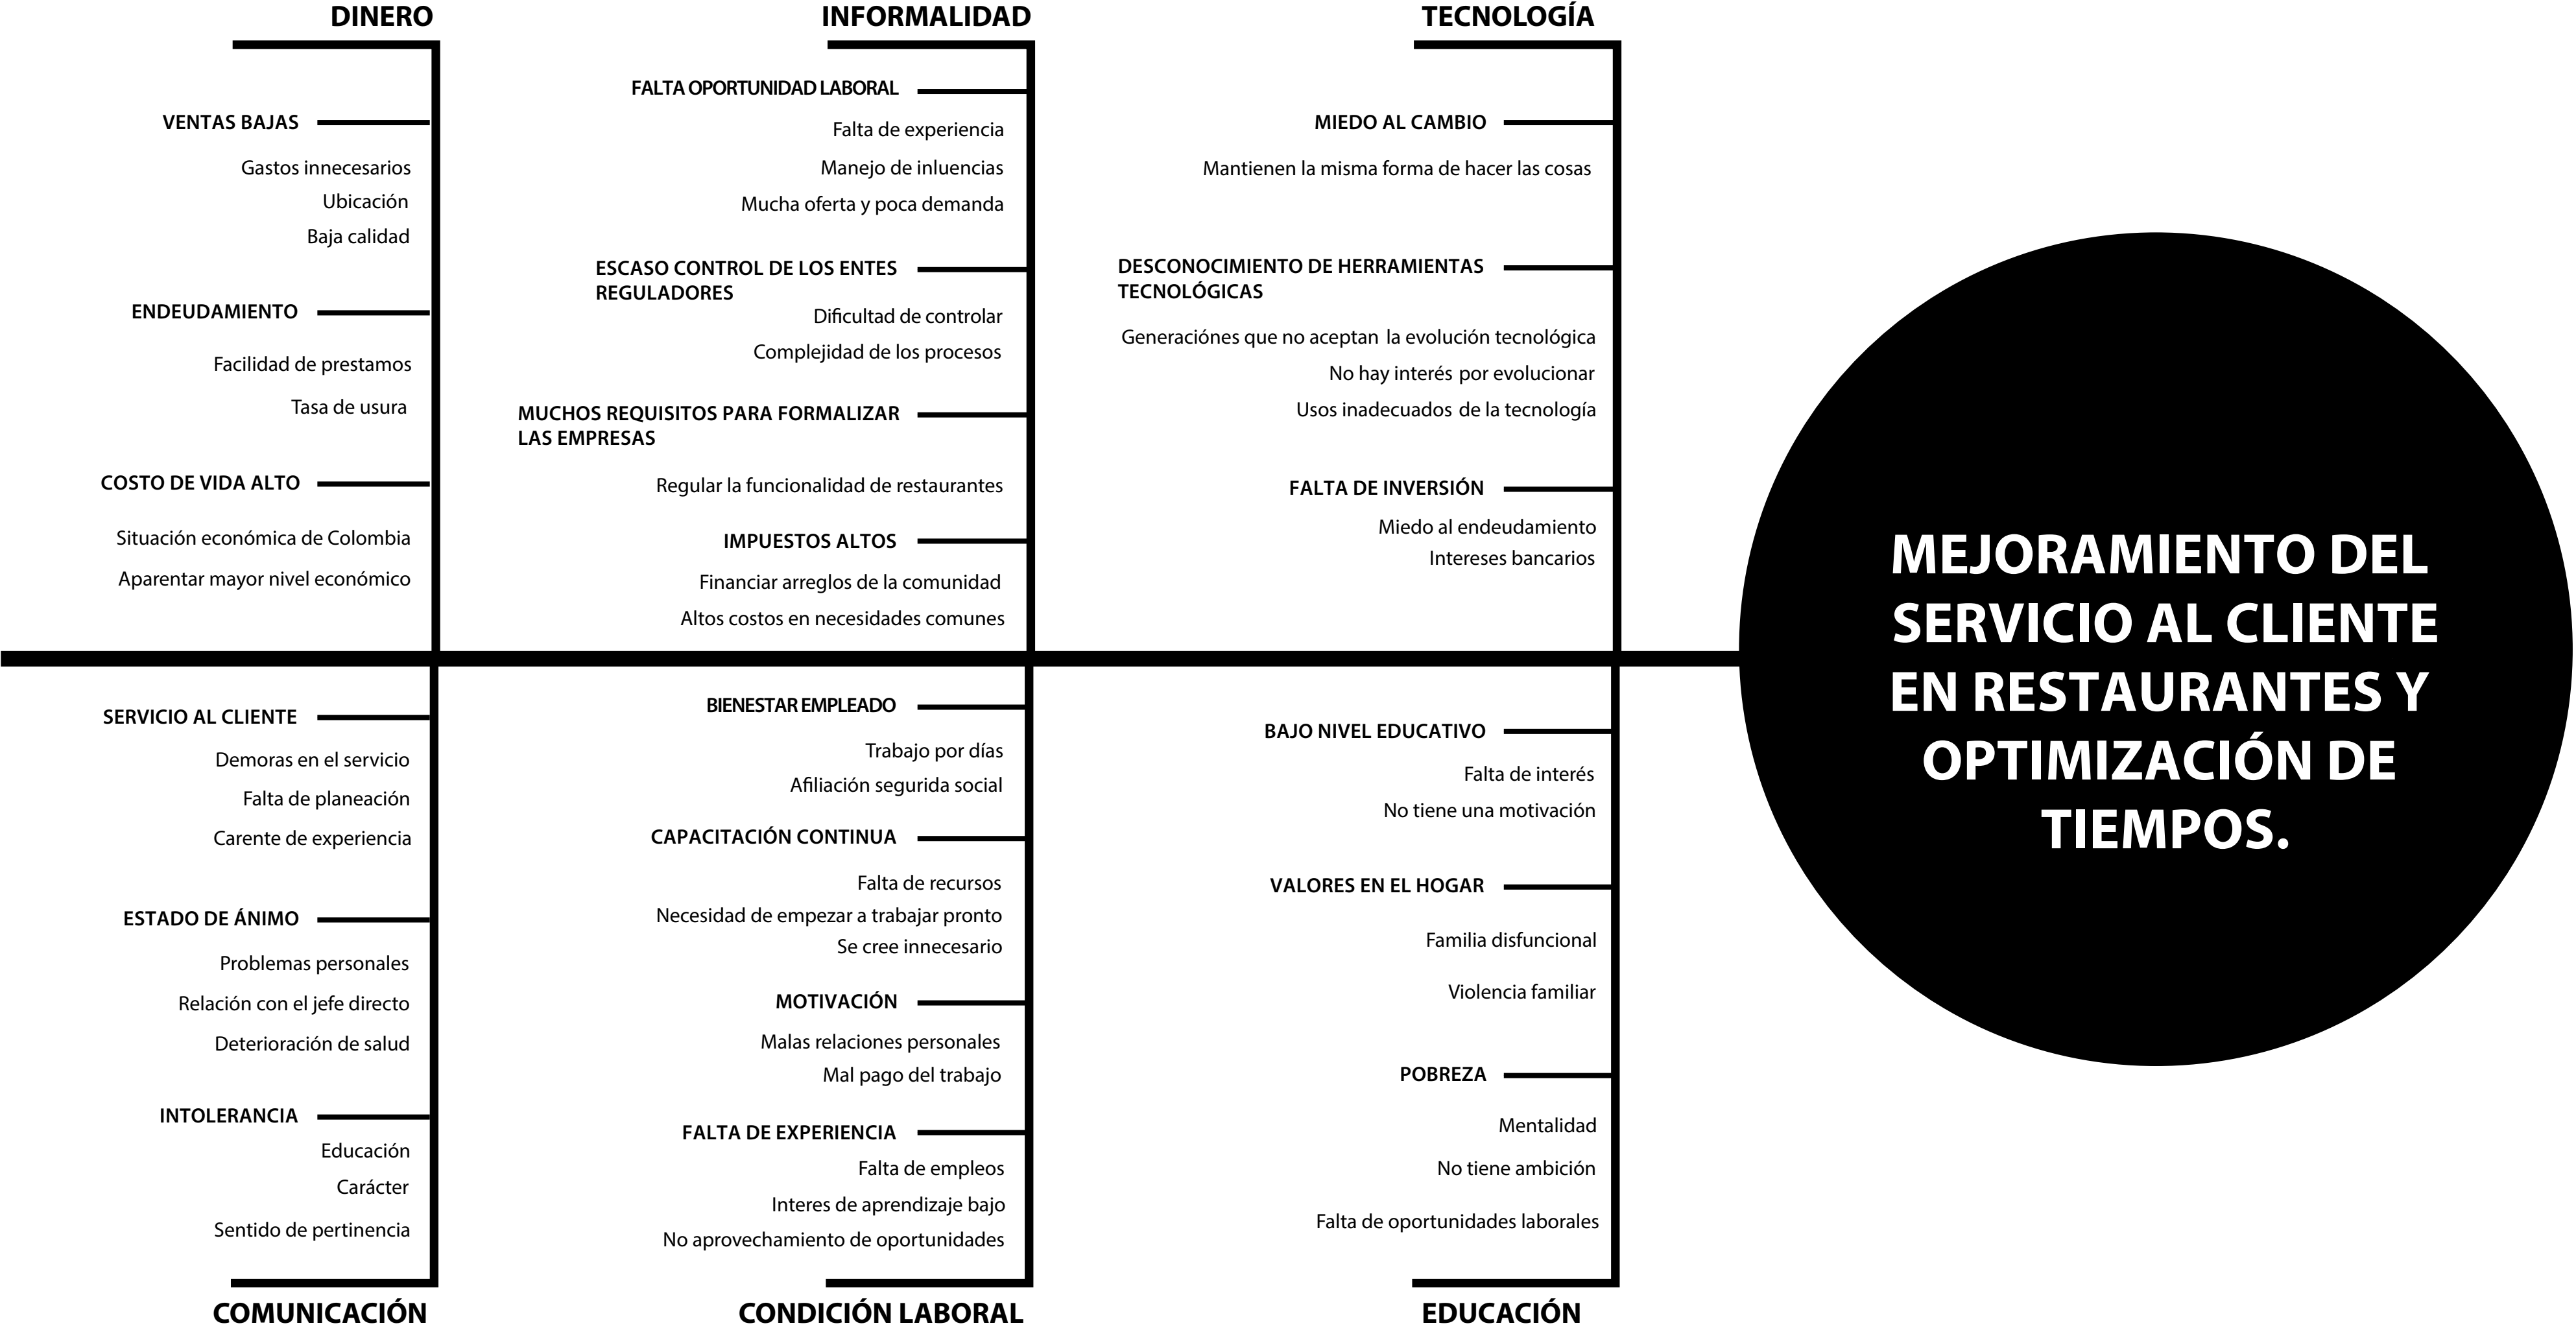 DINERO
VENTAS BAJAS
Gastos innecesarios
Ubicación
Baja calidad
ENDEUDAMIENTO
Facilidad de prestamos
Tasa de usura
COSTO DE VIDA ALTO
Situación económica de Colombia
Aparentar mayor nivel económico
INFORMALIDAD
FALTA OPORTUNIDAD LABORAL
Falta de experiencia
Manejo de inluencias
Mucha oferta y poca demanda
ESCASO CONTROL DE LOS ENTES
REGULADORES
Dificultad de controlar
Complejidad de los procesos
MUCHOS REQUISITOS PARA FORMALIZAR
LAS EMPRESAS
Regular la funcionalidad de restaurantes
IMPUESTOS ALTOS
Financiar arreglos de la comunidad
Altos costos en necesidades comunes
TECNOLOGÍA
MIEDO AL CAMBIO
Mantienen la misma forma de hacer las cosas
DESCONOCIMIENTO DE HERRAMIENTAS
TECNOLÓGICAS
Generaciónes que no aceptan la evolución tecnológica
No hay interés por evolucionar
Usos inadecuados de la tecnología
FALTA DE INVERSIÓN
Miedo al endeudamiento
Intereses bancarios
SERVICIO AL CLIENTE
Demoras en el servicio
Falta de planeación
Carente de experiencia
ESTADO DE ÁNIMO
Problemas personales
Relación con el jefe directo
Deterioración de salud
INTOLERANCIA
Educación
Carácter
Sentido de pertinencia
COMUNICACIÓN
BIENESTAR EMPLEADO
Trabajo por días
Afiliación segurida social
CAPACITACIÓN CONTINUA
Falta de recursos
Necesidad de empezar a trabajar pronto
Se cree innecesario
MOTIVACIÓN
Malas relaciones personales
Mal pago del trabajo
FALTA DE EXPERIENCIA
Falta de empleos
Interes de aprendizaje bajo
No aprovechamiento de oportunidades
CONDICIÓN LABORAL
BAJO NIVEL EDUCATIVO
Falta de interés
No tiene una motivación
VALORES EN EL HOGAR
Familia disfuncional
Violencia familiar
POBREZA
Mentalidad
No tiene ambición
Falta de oportunidades laborales
EDUCACIÓN
MEJORAMIENTO DEL
SERVICIO AL CLIENTE
EN RESTAURANTES Y
OPTIMIZACIÓN DE
TIEMPOS.